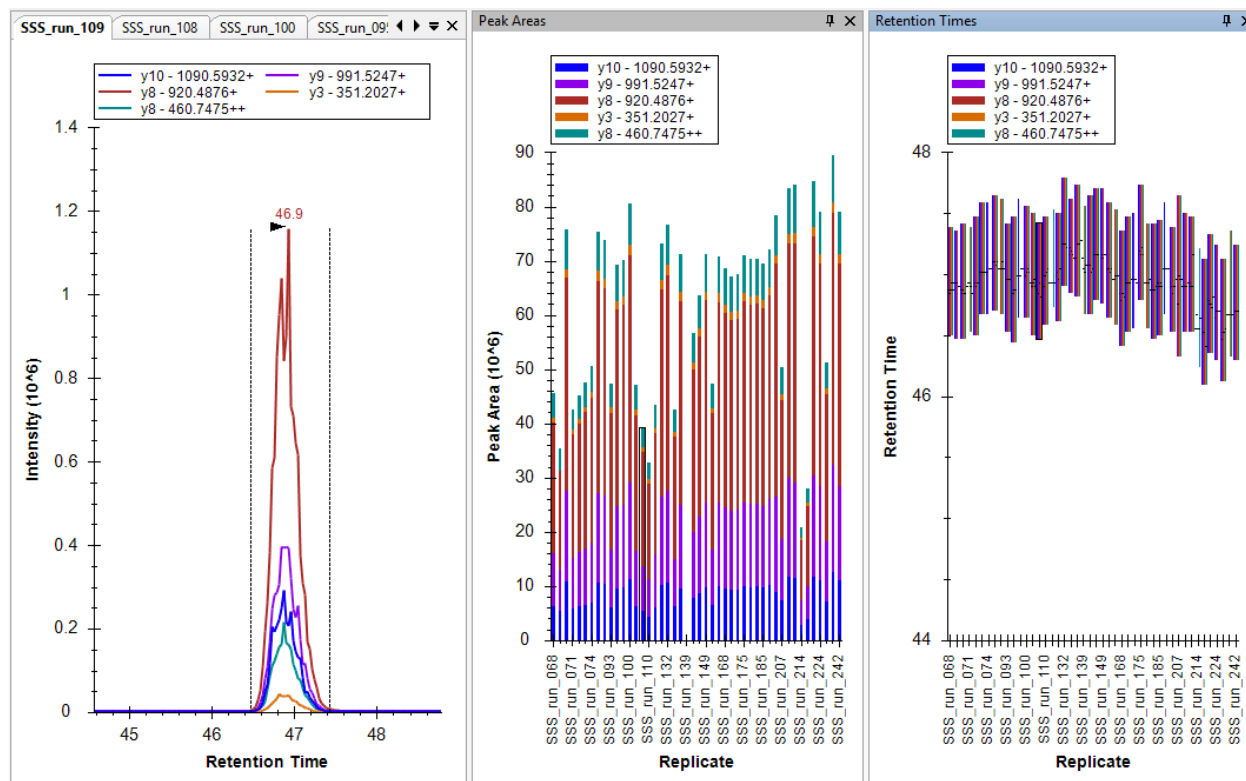 SSS_run_109 SSS_run_108 SSS_run_100 SSS_run_09
y10 - 1090.5932+ y9 - 991.5247+
y8 - 920.4876+ y3 - 351.2027+
y8 - 460.7475++
1.4
1.2
1
0.8
0.6
0.4
0.2
0
46.9
Intensity (10^6)
45 46 47 48
Retention Time
Peak Areas
y10 - 1090.5932+
y9 - 991.5247+
y8 - 920.4876+
y3 - 351.2027+
y8 - 460.7475++
90
80
70
60
50
40
30
20
10
0
Peak Area (10^6)
SSS_run_068
SSS_run_071
SSS_run_074
SSS_run_093
SSS_run_100
SSS_run_110
SSS_run_132
SSS_run_139
SSS_run_149
SSS_run_168
SSS_run_175
SSS_run_185
SSS_run_207
SSS_run_214
SSS_run_224
SSS_run_242
Replicate
Retention Times
y10 - 1090.5932+
y9 - 991.5247+
y8 - 920.4876+
y3 - 351.2027+
y8 - 460.7475++
48
46
44
Retention Time
SSS_run_068
SSS_run_071
SSS_run_074
SSS_run_093
SSS_run_100
SSS_run_110
SSS_run_132
SSS_run_139
SSS_run_149
SSS_run_168
SSS_run_175
SSS_run_185
SSS_run_207
SSS_run_214
SSS_run_224
SSS_run_242
Replicate